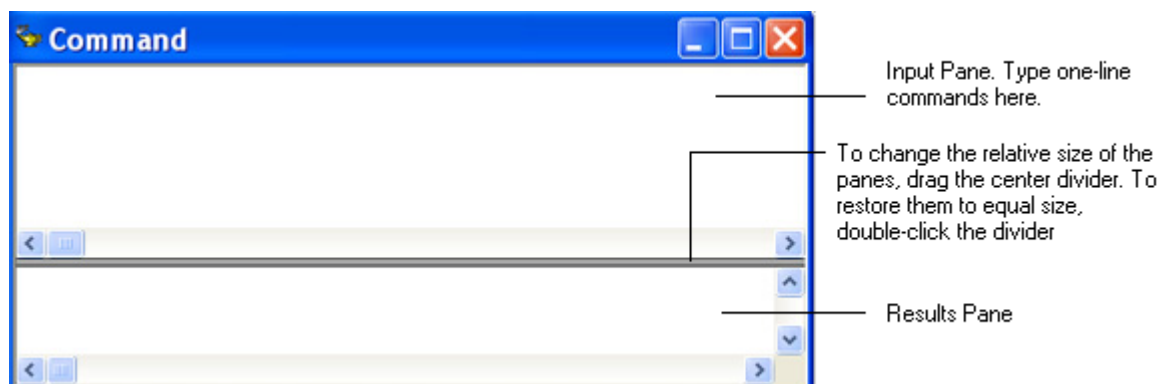 Command
Input Pane. Type one-line
commands here.
To change the relative size of the
panes, drag the center divider. To
restore them to equal size,
double-click the divider
Results Pane